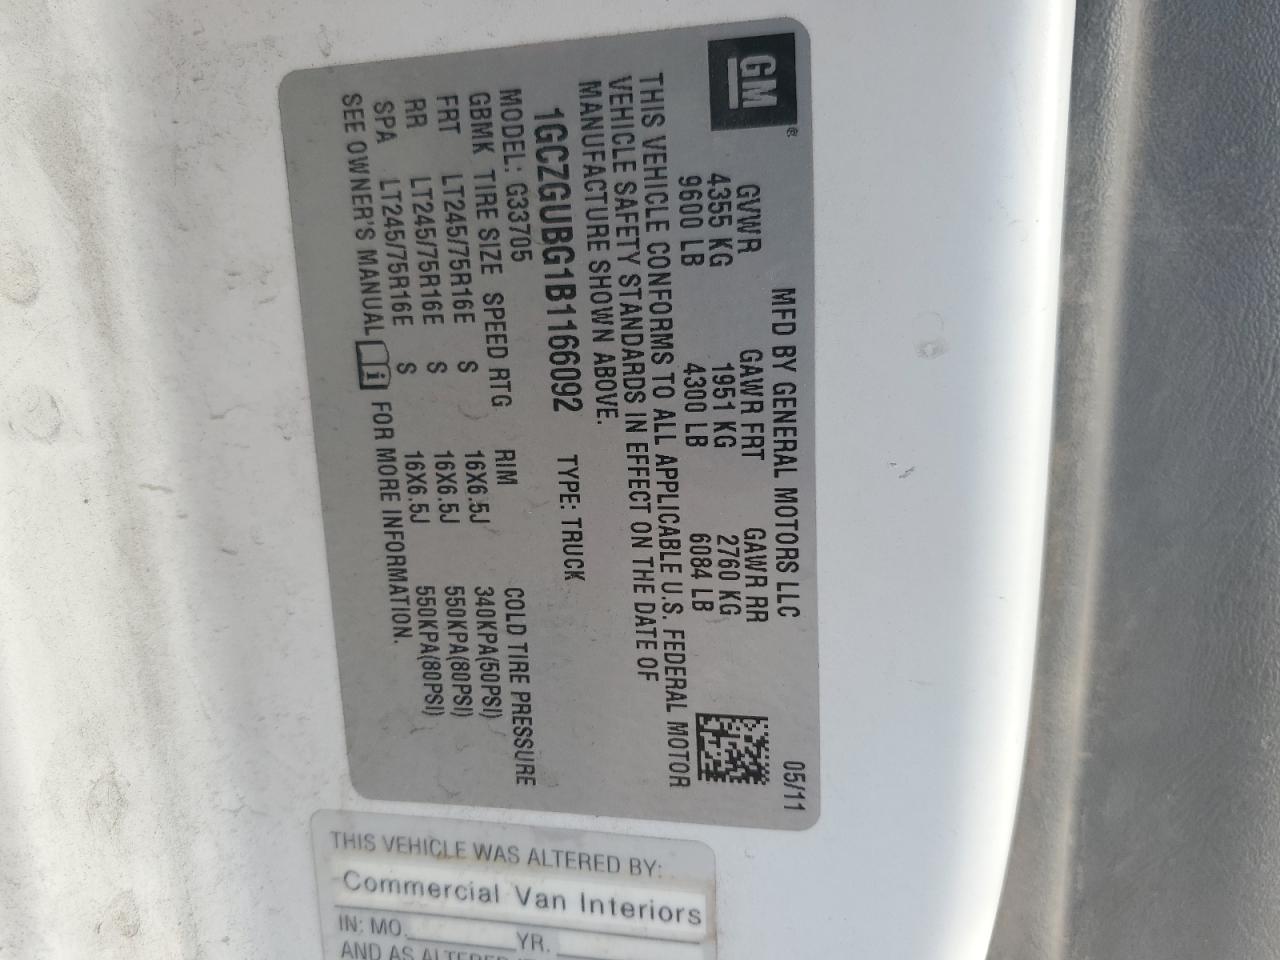 GM®
MFD BY GENERAL MOTORS LLC 05/11
GVWR GAWR FRT GAWR RR
4355 KG 1951 KG 2760 KG
9600 LB 4300 LB 6084 LB
THIS VEHICLE CONFORMS TO ALL APPLICABLE U.S. FEDERAL MOTOR
VEHICLE SAFETY STANDARDS IN EFFECT ON THE DATE OF
MANUFACTURE SHOWN ABOVE.
1GCZGUBG1B1166092 TYPE: TRUCK
MODEL: G33705
GBMK TIRE SIZE SPEED RTG RIM COLD TIRE PRESSURE
FRT LT245/75R16E S 16X6.5J 340KPA(50PSI)
RR LT245/75R16E S 16X6.5J 550KPA(80PSI)
SPA LT245/75R16E S 16X6.5J 550KPA(80PSI)
SEE OWNER'S MANUAL i FOR MORE INFORMATION.
THIS VEHICLE WAS ALTERED BY:
Commercial Van Interiors
IN: MO. YR.
AND AS ALTERED